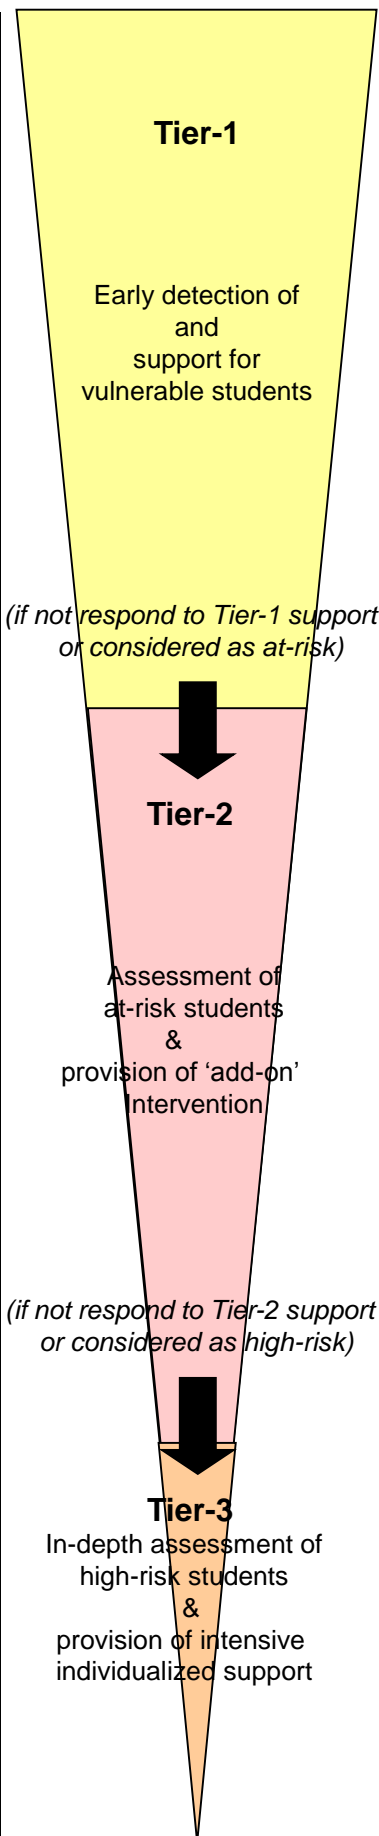 Tier-1
Early detection of
and
support for
vulnerable students
(if not respond to Tier-1 support
or considered as at-risk)
Tier-2
Assessment of
at-risk students
&
provision of ‘add-on’
Intervention
(if not respond to Tier-2 support
or considered as high-risk)
Tier-3
In-depth assessment of
high-risk students
&
provision of intensive
individualized support